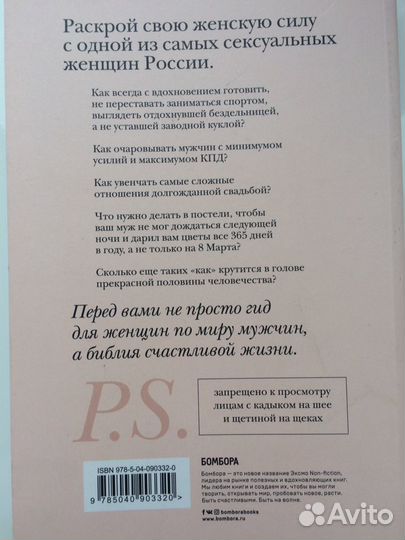 Раскрой свою женскую силу
с одной из самых сексуальных
женщин России.
Как всегда с вдохновением готовить,
не переставать заниматься спортом,
выглядеть отдохнувшей бездельницей,
а не уставшей заводной куклой?
Как очаровывать мужчин с минимумом
усилий и максимумом КПД?
Как увенчать самые сложные
отношения долгожданной свадьбой?
Что нужно делать в постели, чтобы
ваш муж не мог дождаться следующей
ночи и дарил вам цветы все 365 дней
в году, а не только на 8 Марта?
Сколько еще таких «как» крутится в голове
прекрасной половины человечества?
Перед вами не просто гид
для женщин по миру мужчин,
а библия счастливой жизни.
P.S.
запрещено к просмотру
лицам с кадыком на шее
и щетиной на щеках
ISBN 978-5-04-090332-0
9 785040 903320 >
БОМБОРА
Бомбора – это новое название Эксмо Non-fiction,
лидера на рынке полезных и вдохновляющих книг.
Мы любим книги и создаем их, чтобы вы могли
творить, открывать мир, пробовать новое, расти.
Быть счастливыми. Быть на волне.
bomborabooks
www.bombora.ru
Avito